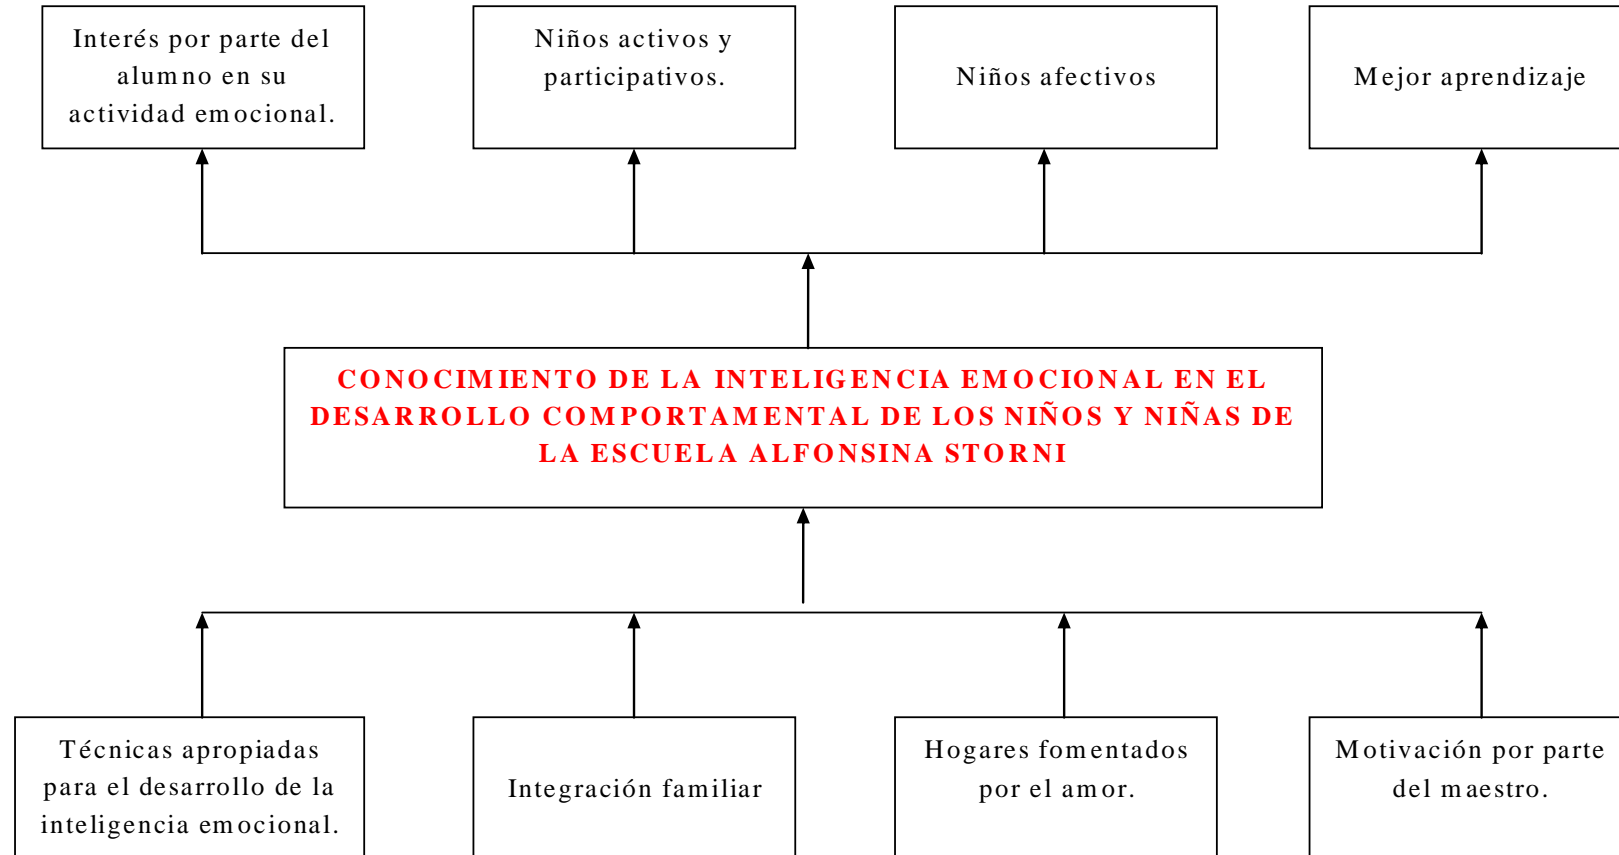 Interés por parte del
alumno en su
actividad emocional.
Niños activos y
participativos.
Niños afectivos
Mejor aprendizaje
CONOCIMIENTO DE LA INTELIGENCIA EMOCIONAL EN EL
DESARROLLO COMPORTAMENTAL DE LOS NIÑOS Y NIÑAS DE
LA ESCUELA ALFONSINA STORNI
Técnicas apropiadas
para el desarrollo de la
inteligencia emocional.
Integración familiar
Hogares fomentados
por el amor.
Motivación por parte
del maestro.